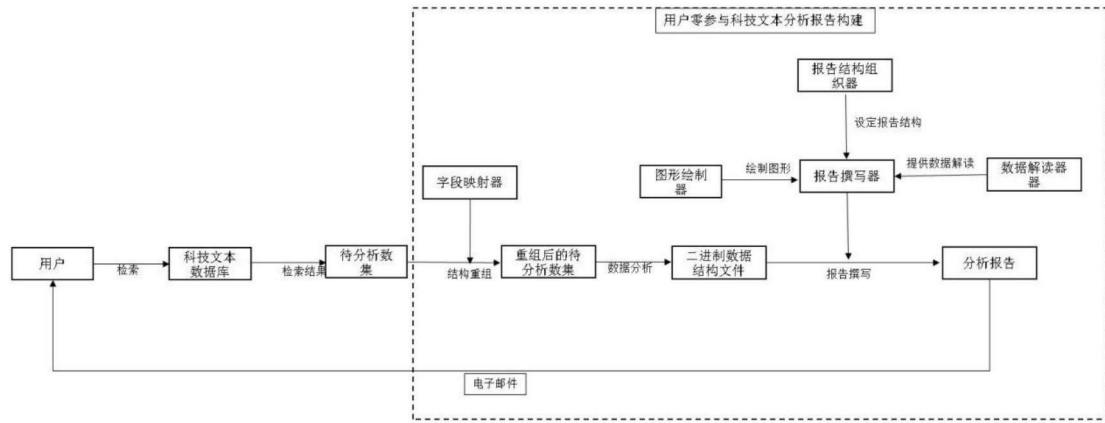 用户零参与科技文本分析报告构建
报告结构组
织器
设定报告结构
字段映射器
图形绘制
器
绘制图形
报告撰写器
提供数据解读
数据解读器
器
用户
检索
科技文本
数据库
检索结果
待分析数
集
结构重组
重组后的待
分析数集
数据分析
二进制数据
结构文件
报告撰写
分析报告
电子邮件